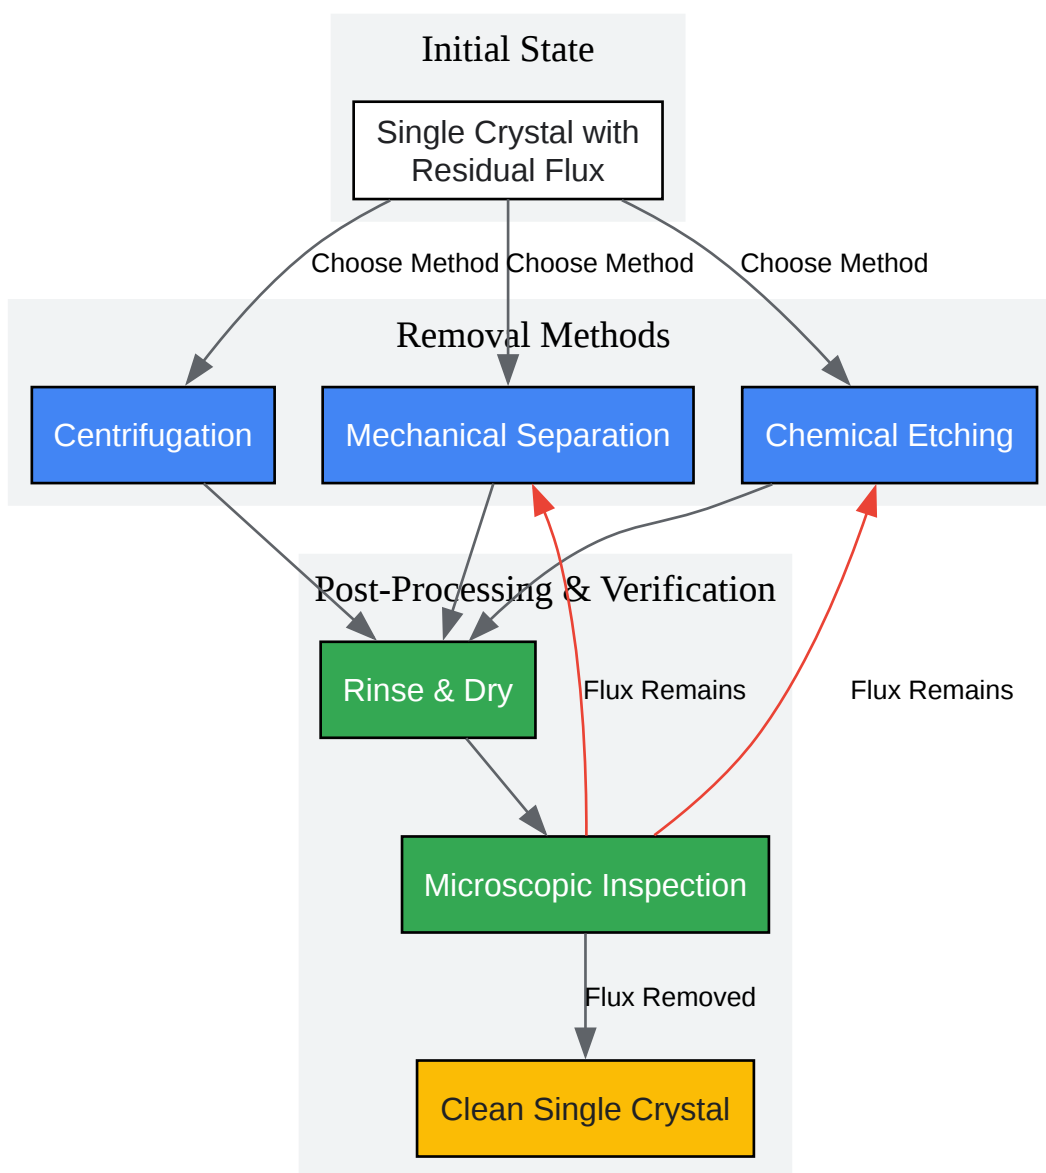 Initial State
Single Crystal with
Residual Flux
Choose Method
Choose Method
Choose Method
Removal Methods
Centrifugation
Mechanical Separation
Chemical Etching
Post-Processing & Verification
Rinse & Dry
Flux Remains
Flux Remains
Microscopic Inspection
Flux Removed
Clean Single Crystal